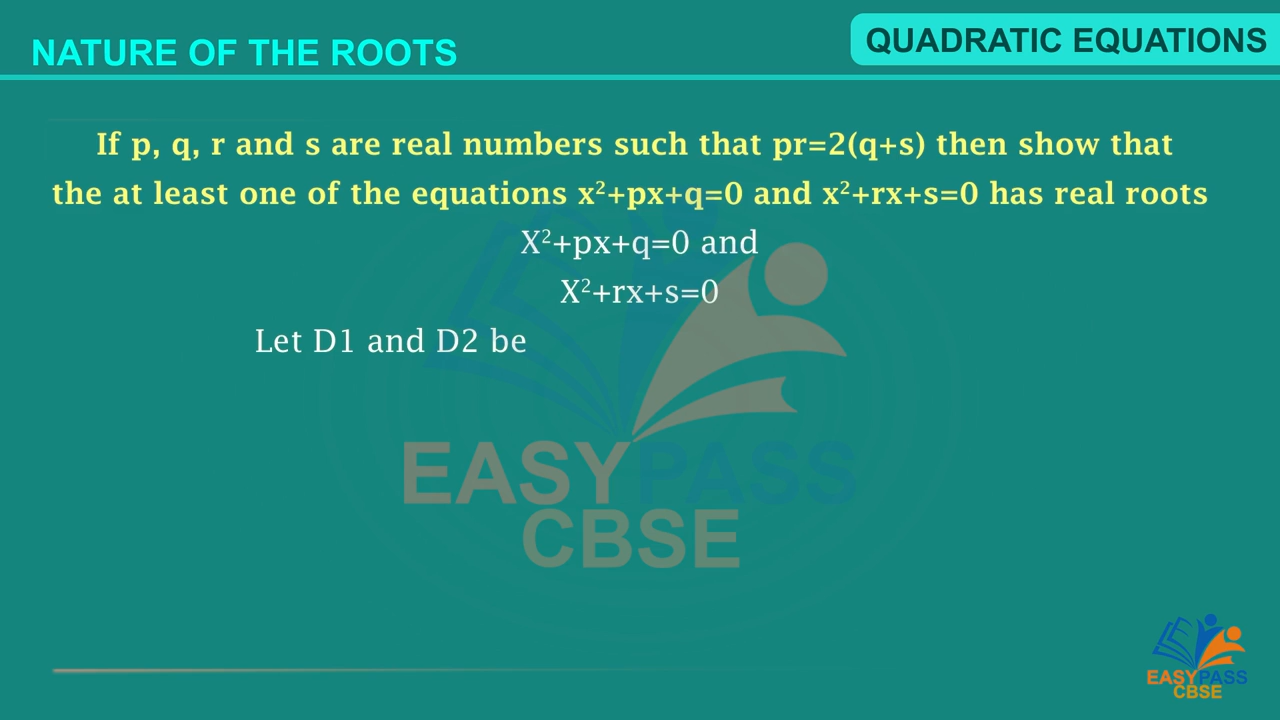 NATURE OF THE ROOTS
QUADRATIC EQUATIONS
If p, q, r and s are real numbers such that pr=2(q+s) then show that
the at least one of the equations x²+px+q=0 and x²+rx+s=0 has real roots
X²+px+q=0 and
X²+rx+s=0
Let D1 and D2 be
EASYPASS
CBSE
EASYPASS
CBSE